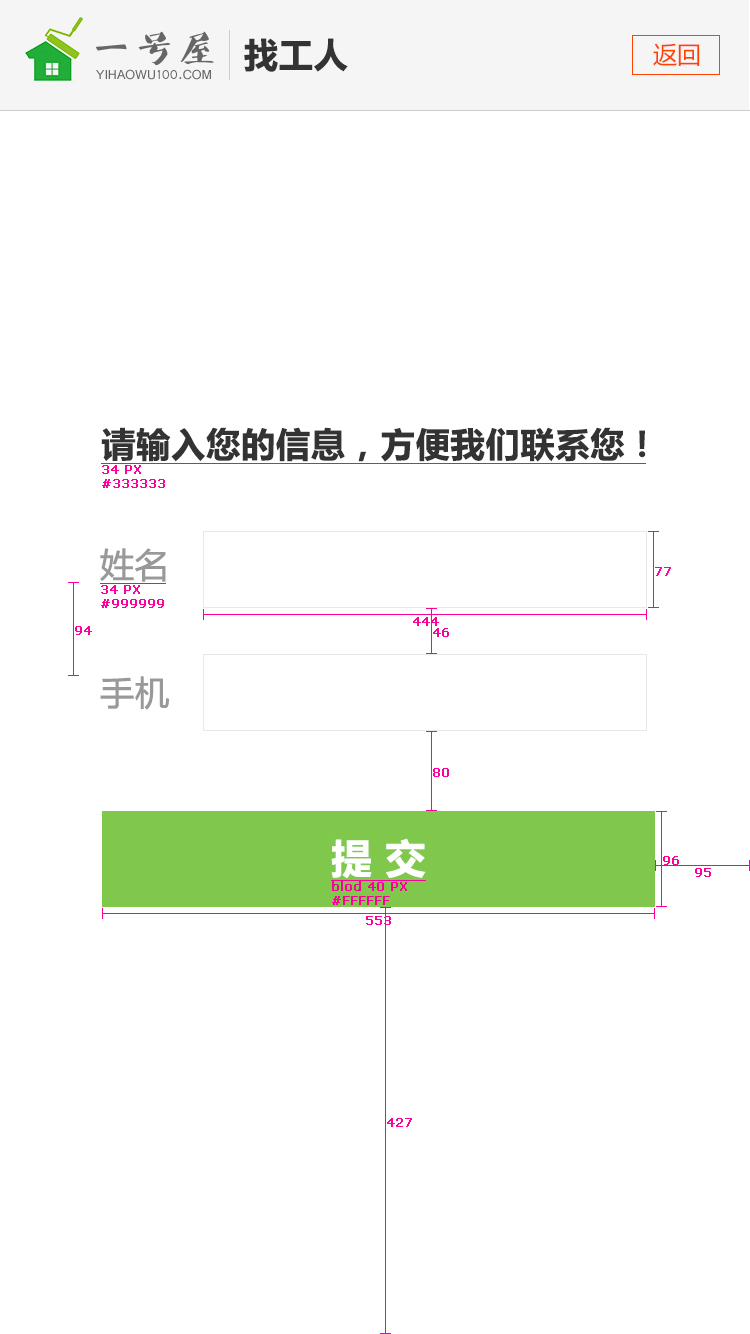 一号屋
YIHAOWU100.COM
找工人
返回
请输入您的信息，方便我们联系您！
34 PX
#333333
姓名
34 PX
#999999
77
444
46
94
手机
80
提 交
blod 40 PX
#FFFFFF
96
95
553
427